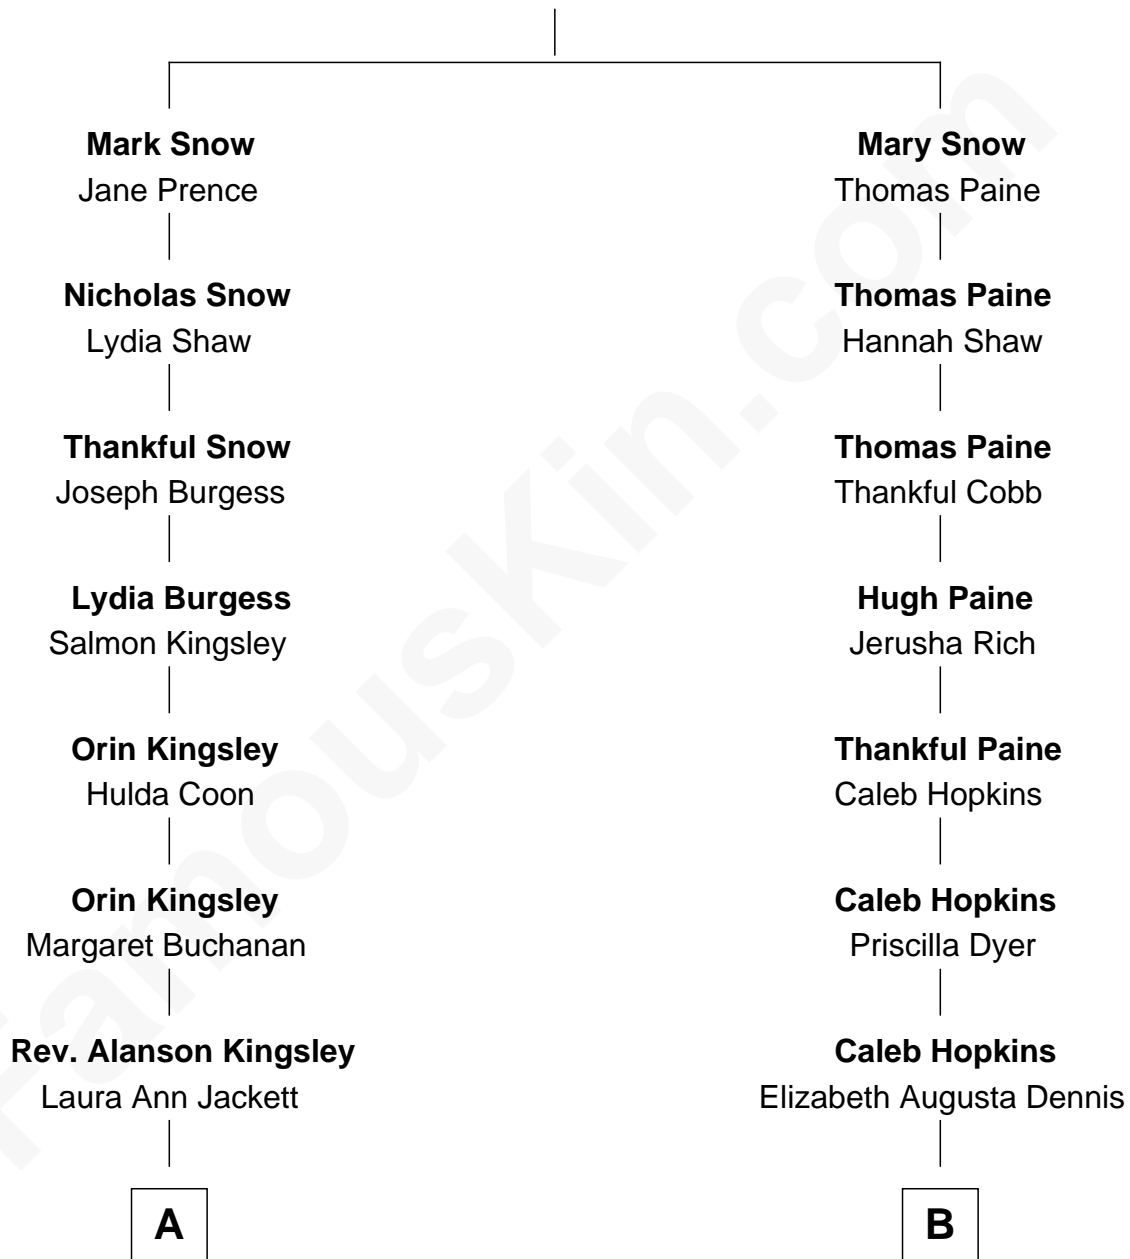 Mark Snow
Jane Prence
Mary Snow
Thomas Paine
Nicholas Snow
Lydia Shaw
Thomas Paine
Hannah Shaw
Thankful Snow
Joseph Burgess
Thomas Paine
Thankful Cobb
Lydia Burgess
Salmon Kingsley
Hugh Paine
Jerusha Rich
Orin Kingsley
Hulda Coon
Thankful Paine
Caleb Hopkins
Orin Kingsley
Margaret Buchanan
Caleb Hopkins
Priscilla Dyer
Rev. Alanson Kingsley
Laura Ann Jackett
Caleb Hopkins
Elizabeth Augusta Dennis
A
B
FamousKin.com